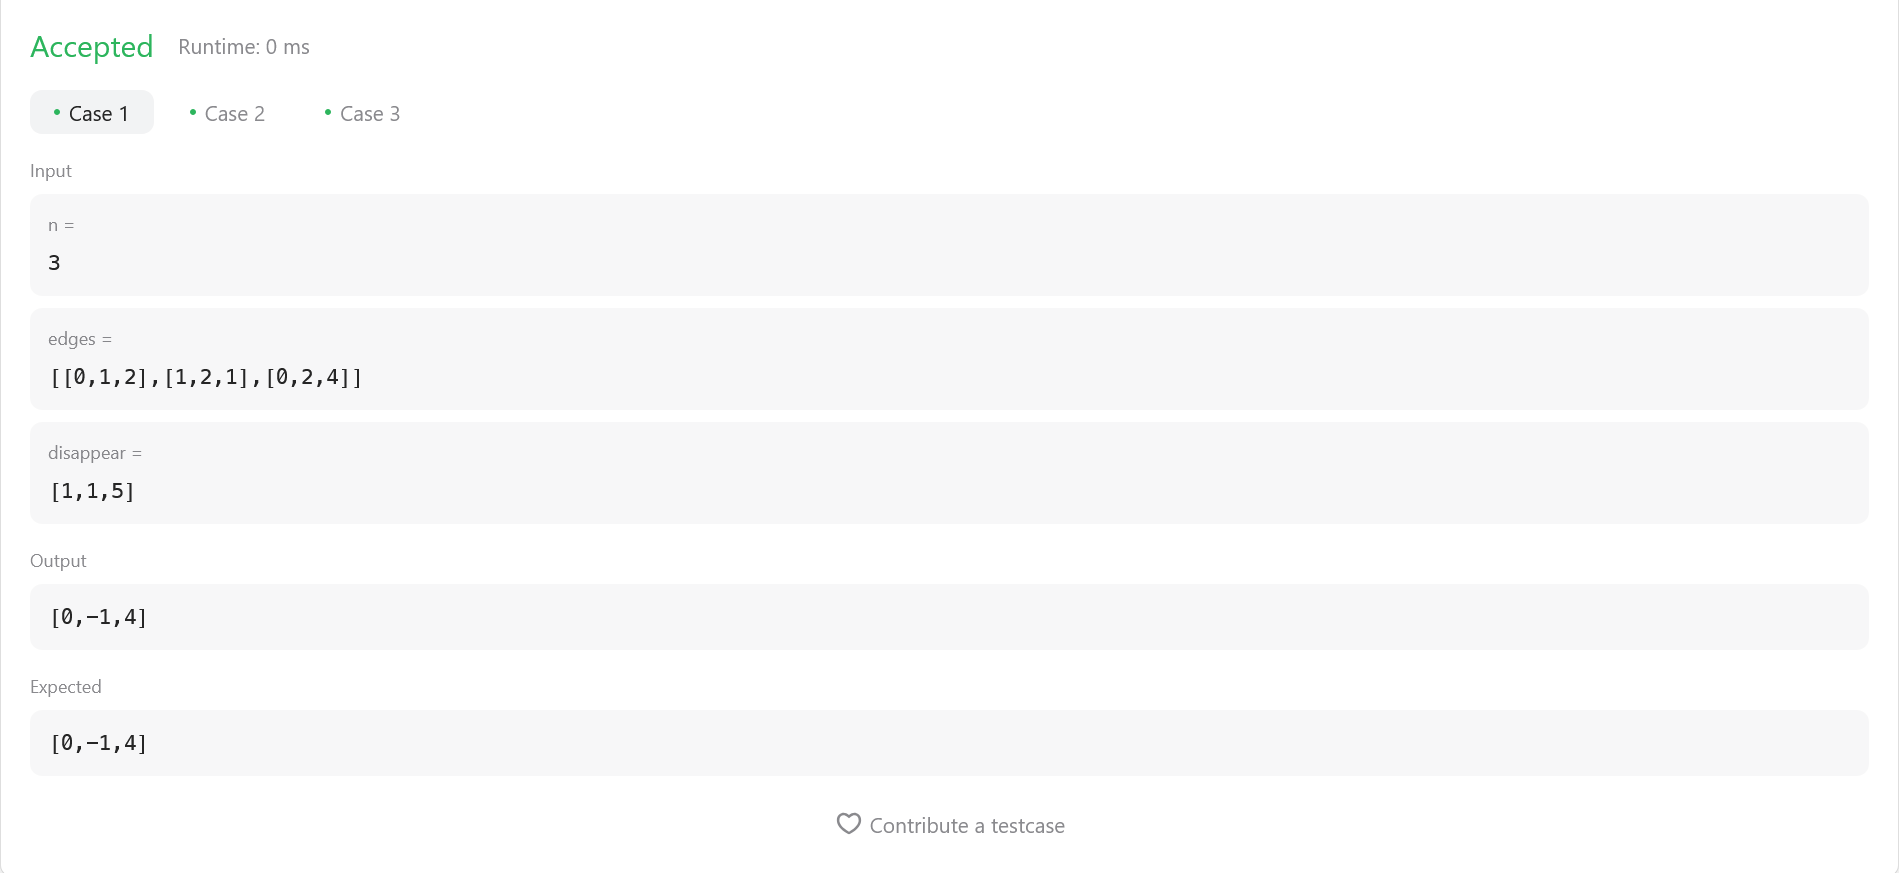 Accepted Runtime: 0 ms
Case 1 Case 2 Case 3
Input
n =
3
edges =
[[0,1,2],[1,2,1],[0,2,4]]
disappear =
[1,1,5]
Output
[0,-1,4]
Expected
[0,-1,4]
Contribute a testcase